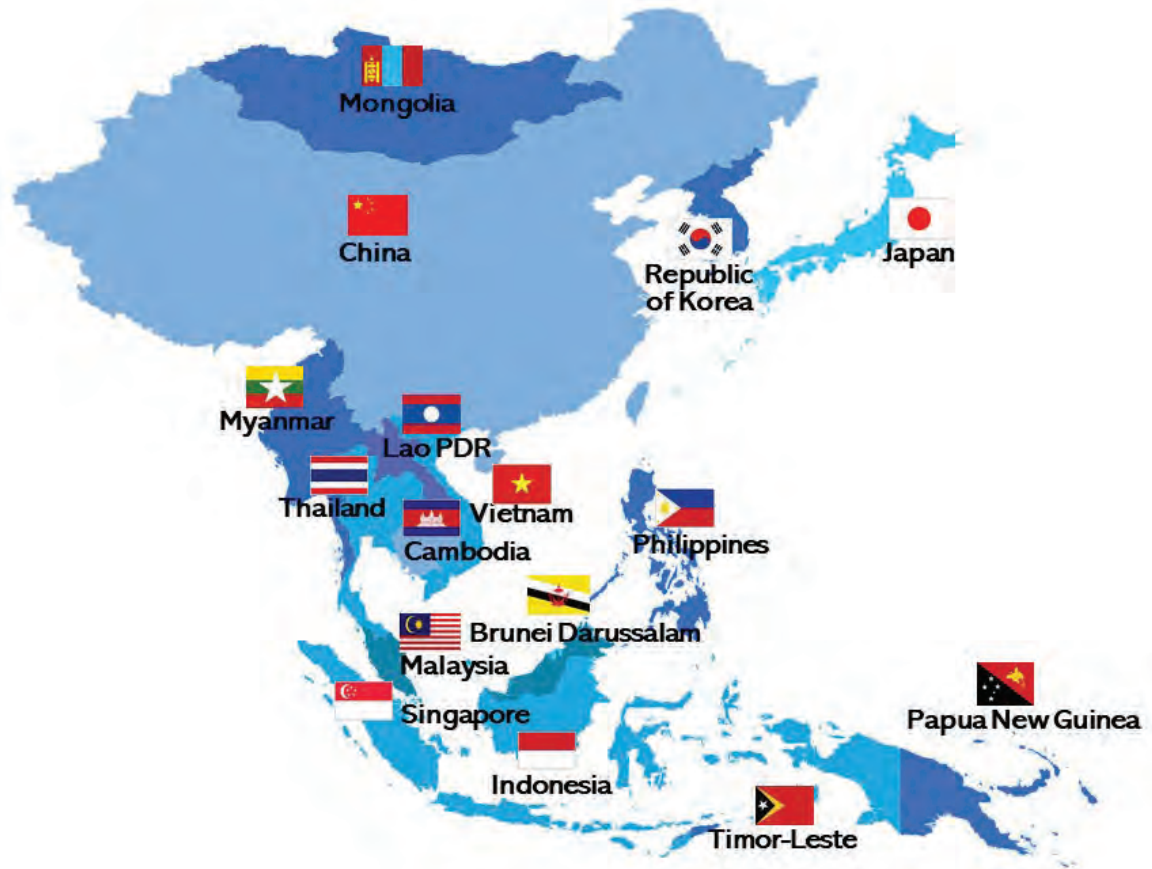 Mongolia
China
Republic
of Korea
Japan
Myanmar
Lao PDR
Thailand
Vietnam
Cambodia
Philippines
Brunei Darussalam
Malaysia
Singapore
Papua New Guinea
Indonesia
Timor-Leste